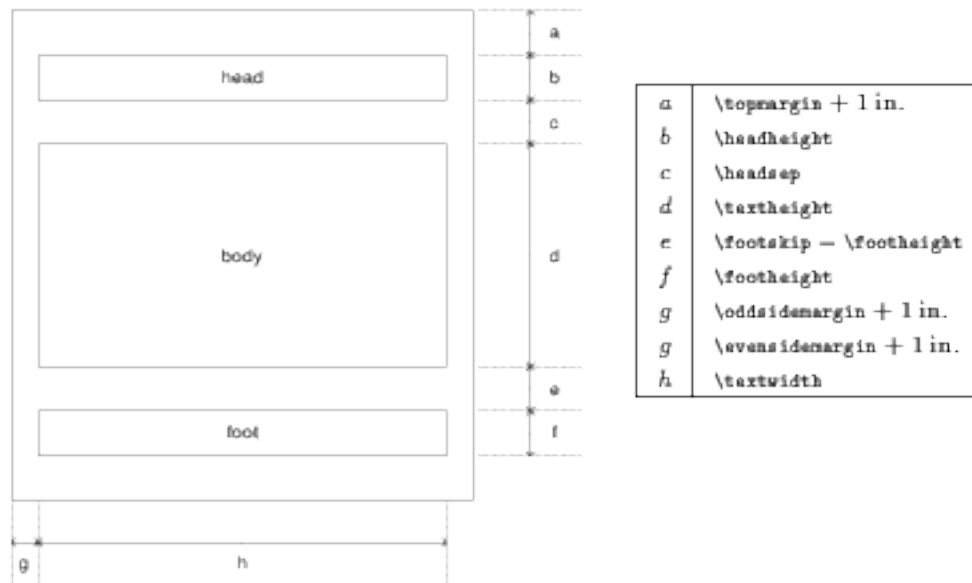 a
head
b
c
body
d
e
foot
f
g
h
a \topmargin + 1 in.
b \headheight
c \headsep
d \textheight
e \footskip − \footheight
f \footheight
g \oddsidemargin + 1 in.
g \evensidemargin + 1 in.
h \textwidth